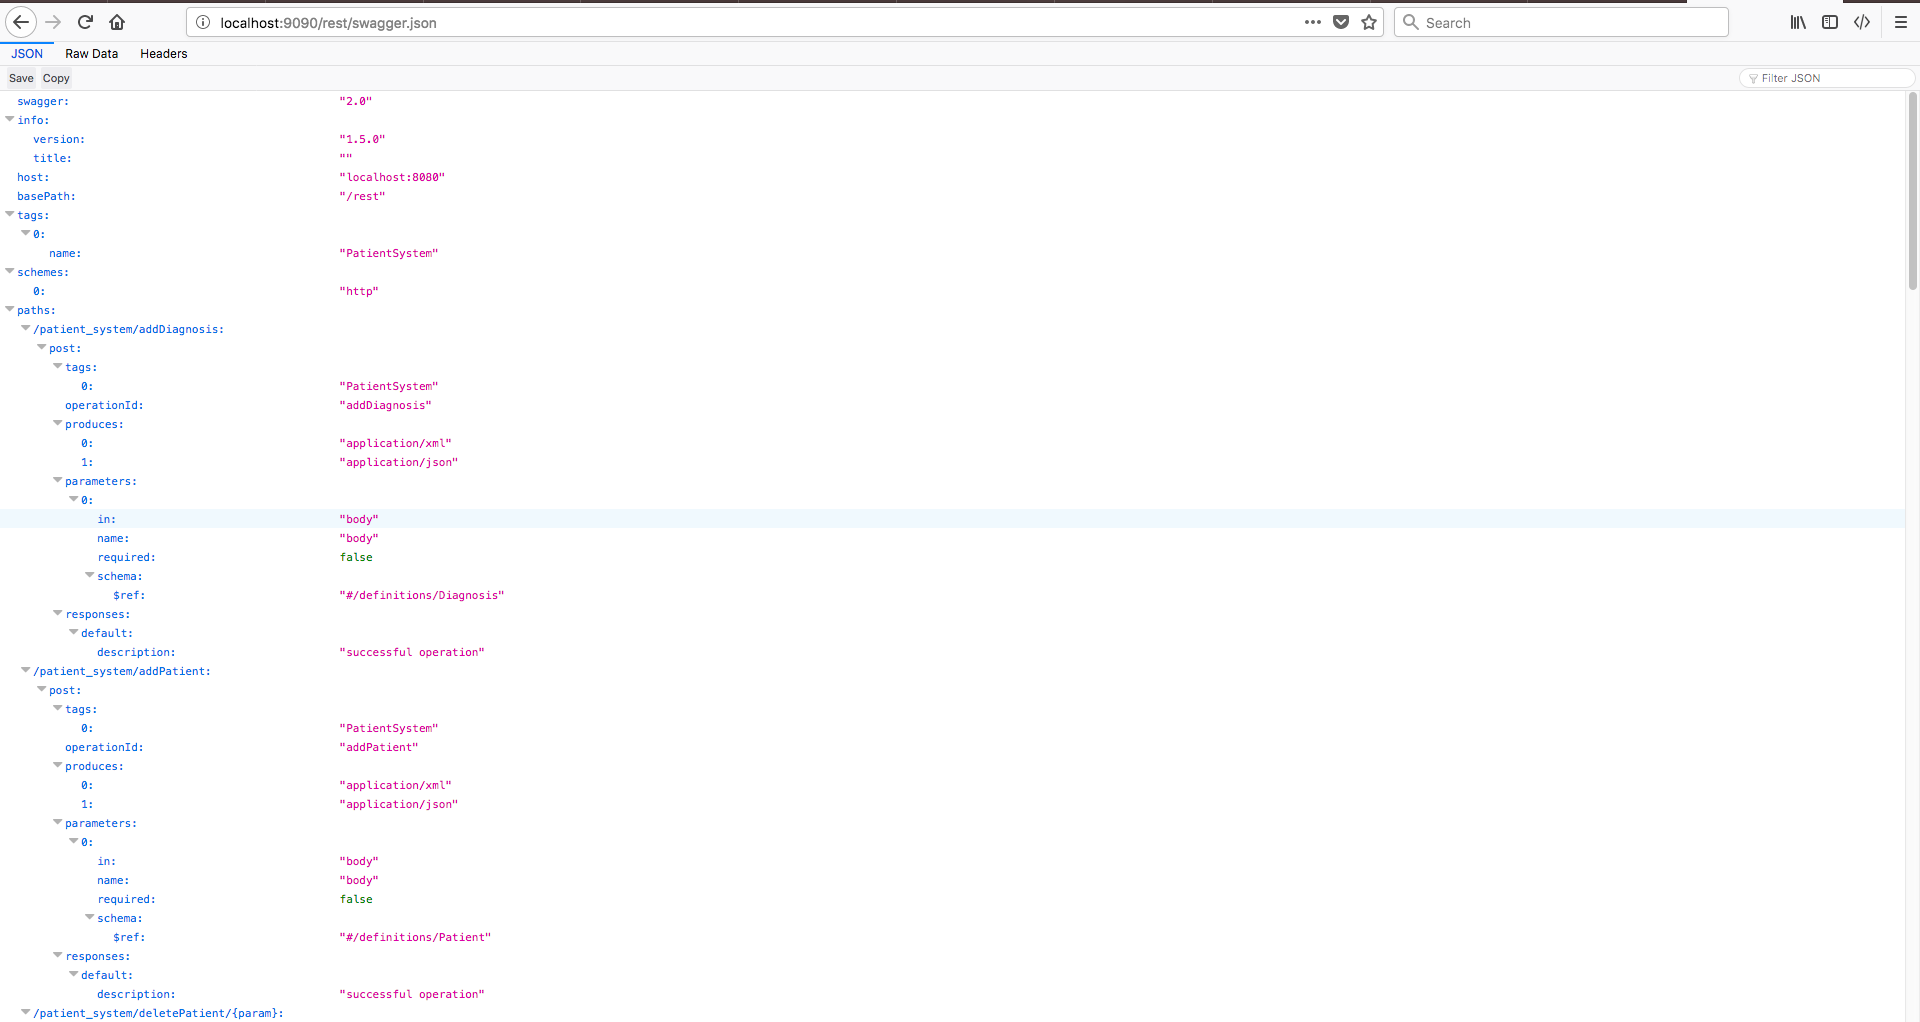 localhost:9090/rest/swagger.json
Search
JSON Raw Data Headers
Save Copy
Filter JSON
swagger: "2.0"
info:
version: "1.5.0"
title: ""
host: "localhost:8080"
basePath: "/rest"
tags:
0:
name: "PatientSystem"
schemes:
0: "http"
paths:
/patient_system/addDiagnosis:
post:
tags:
0: "PatientSystem"
operationId: "addDiagnosis"
produces:
0: "application/xml"
1: "application/json"
parameters:
0:
in: "body"
name: "body"
required: false
schema:
$ref: "#/definitions/Diagnosis"
responses:
default:
description: "successful operation"
/patient_system/addPatient:
post:
tags:
0: "PatientSystem"
operationId: "addPatient"
produces:
0: "application/xml"
1: "application/json"
parameters:
0:
in: "body"
name: "body"
required: false
schema:
$ref: "#/definitions/Patient"
responses:
default:
description: "successful operation"
/patient_system/deletePatient/{param}: